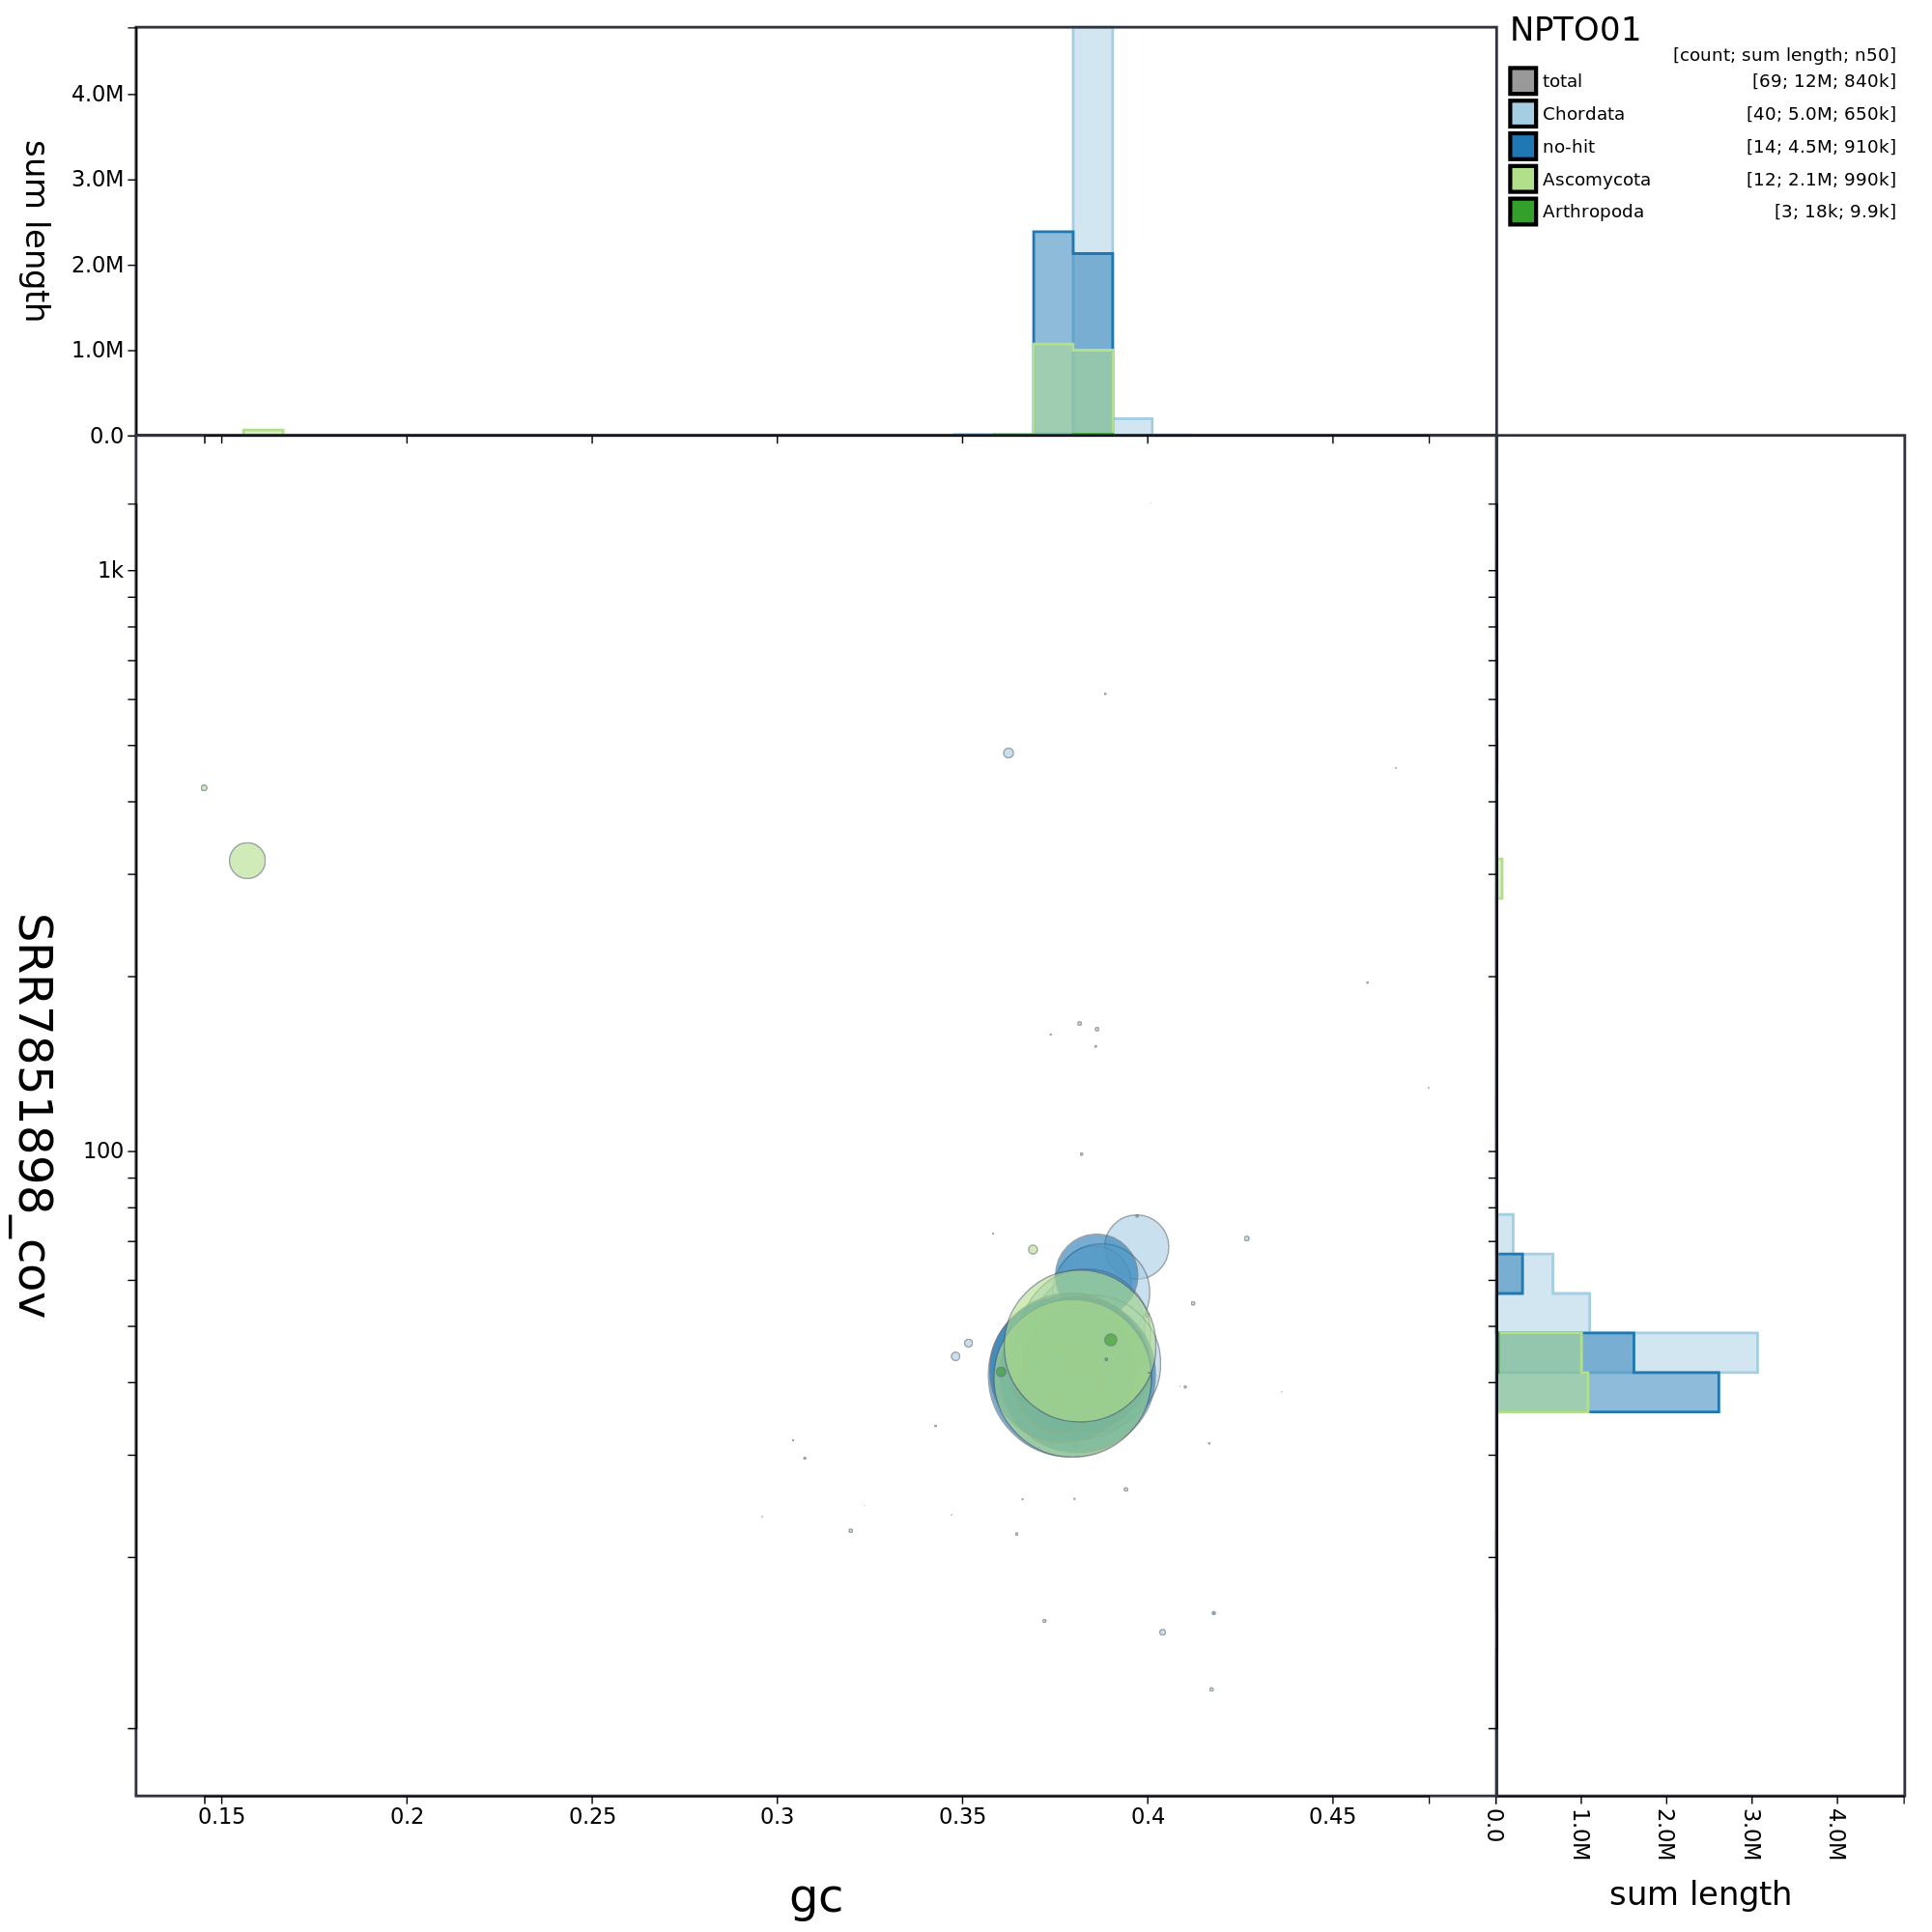 NPTO01
[count; sum length; n50]
total [69; 12M; 840k]
Chordata [40; 5.0M; 650k]
no-hit [14; 4.5M; 910k]
Ascomycota [12; 2.1M; 990k]
Arthropoda [3; 18k; 9.9k]
sum length
4.0M
3.0M
2.0M
1.0M
0.0
SRR7851898_cov
1k
100
0.15 0.2 0.25 0.3 0.35 0.4 0.45
gc
0.0 1.0M 2.0M 3.0M 4.0M
sum length